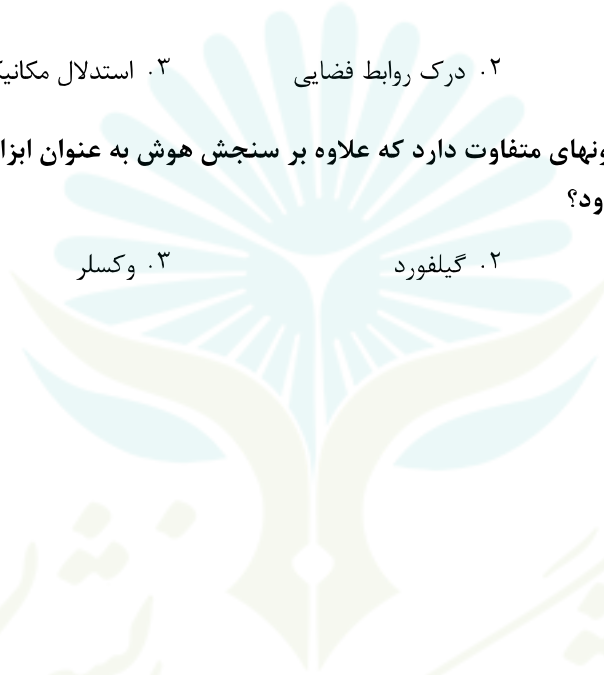 ۲. درک روابط فضایی ۳. استدلال مکانیک
ونهای متفاوت دارد که علاوه بر سنجش هوش به عنوان ابزا
ود؟
۲. گیلفورد ۳. وکسلر